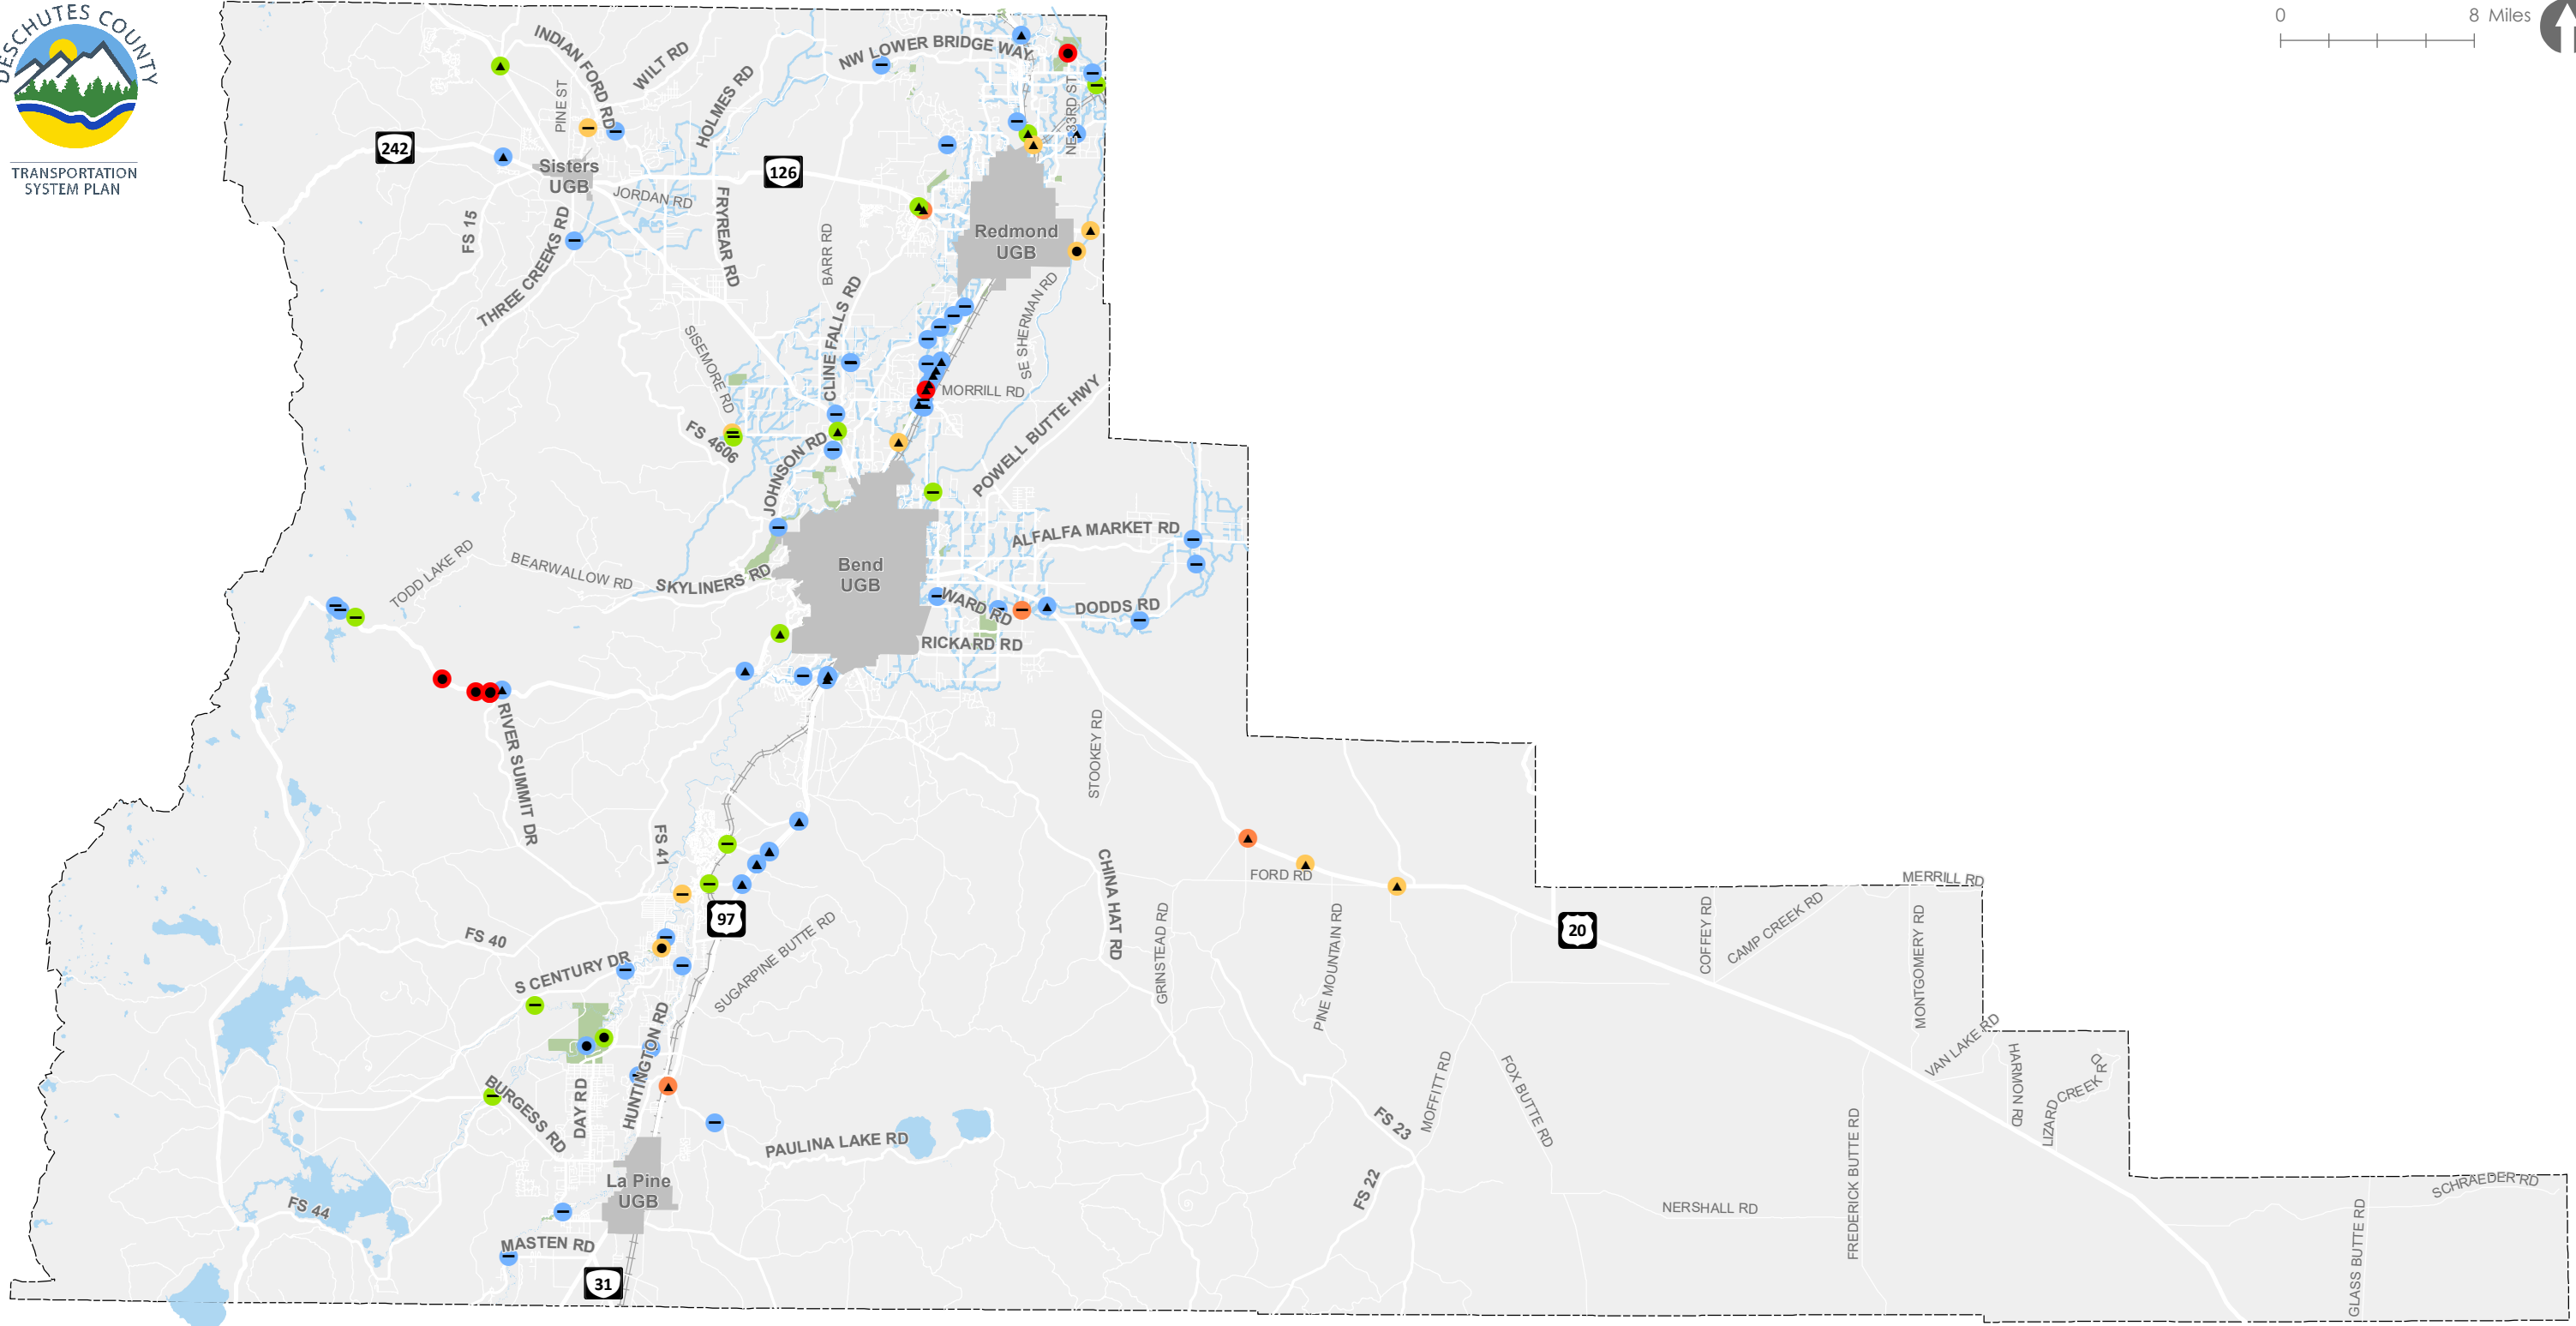 DESCHUTES COUNTY
TRANSPORTATION
SYSTEM PLAN
0 8 Miles
INDIAN FORD RD
WILT RD
PINE ST
HOLMES RD
NW LOWER BRIDGE WAY
NE 33RD ST
242
Sisters
UGB
126
JORDAN RD
FRYREAR RD
FS 15
THREE CREEKS RD
BARR RD
Redmond
UGB
SE SHERMAN RD
CLINE FALLS RD
SISEMORE RD
MORRILL RD
POWELL BUTTE HWY
FS 4606
JOHNSON RD
ALFALFA MARKET RD
TODD LAKE RD
BEARWALLOW RD
SKYLINERS RD
Bend
UGB
WARD RD
DODDS RD
RICKARD RD
RIVER SUMMIT DR
STOOKEY RD
FS 41
CHINA HAT RD
FORD RD
MERRILL RD
97
20
SUGARPINE BUTTE RD
GRINSTEAD RD
PINE MOUNTAIN RD
COFFEY RD
CAMP CREEK RD
MONTGOMERY RD
FS 40
S CENTURY DR
HUNTINGTON RD
VAN LAKE RD
HARMON RD
LIZARD CREEK RD
BURGESS RD
DAY RD
MOFFITT RD
FOX BUTTE RD
FS 23
PAULINA LAKE RD
FREDERICK BUTTE RD
La Pine
UGB
FS 22
FS 44
NERSHALL RD
SCHRAEDER RD
GLASS BUTTE RD
MASTEN RD
31